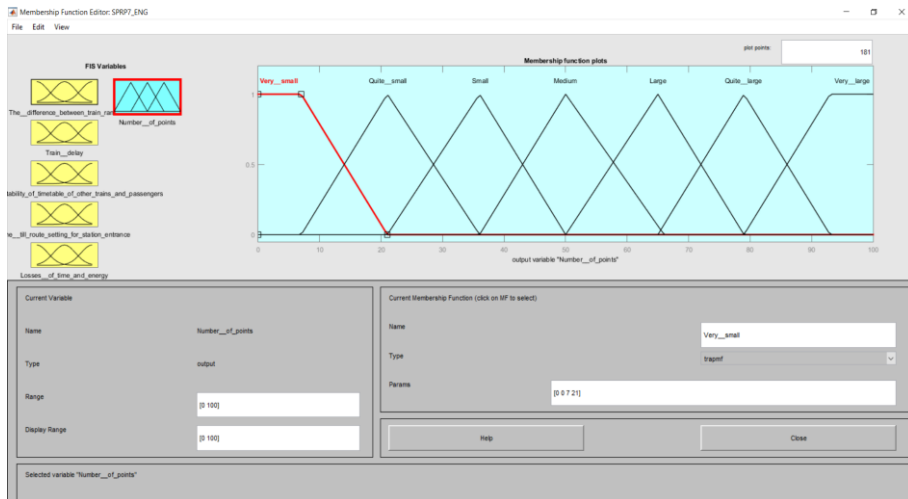 Membership Function Editor: SPRP7_ENG
File Edit View
FIS Variables
The__difference_between_train_ran
Number__of_points
Train__delay
tability_of_timetable_of_other_trains_and_passengers
ne__till_route_setting_for_station_entrance
Losses__of_time_and_energy
plot points:
181
Membership function plots
Very__small Quite__small Small Medium Large Quite__large Very__large
1
0.5
0
0 10 20 30 40 50 60 70 80 90 100
output variable "Number__of_points"
Current Variable
Name Number__of_points
Type output
Range [0 100]
Display Range [0 100]
Current Membership Function (click on MF to select)
Name Very__small
Type trapmf
Params [0 0 7 21]
Help Close
Selected variable "Number__of_points"